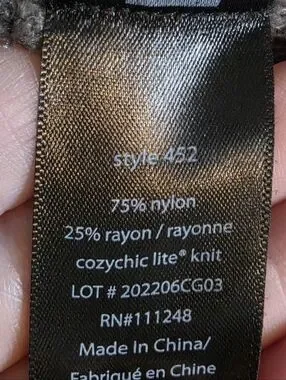 style 452
75% nylon
25% rayon / rayonne
cozychic lite® knit
LOT # 202206CG03
RN#111248
Made In China/
Fabriqué en Chine